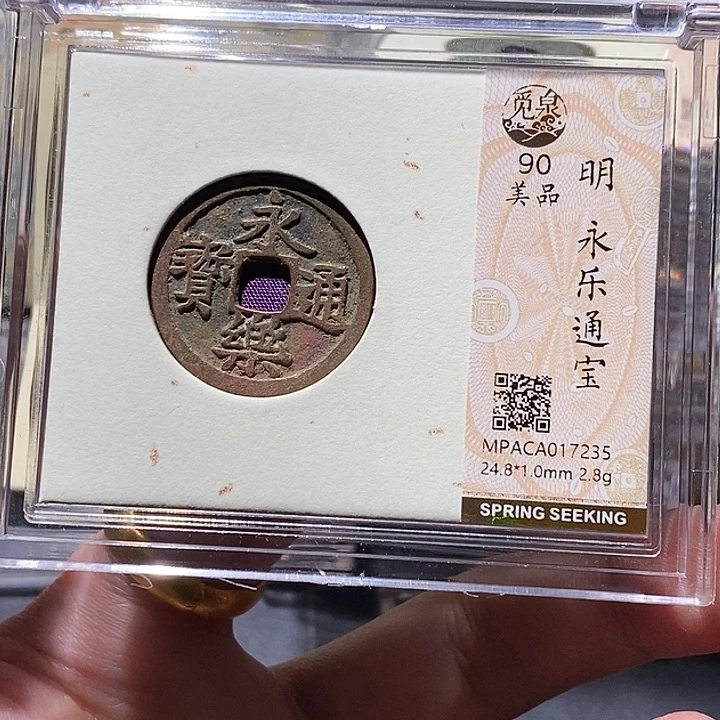 永樂通寶
觅泉
90
美品
明 永乐通宝
MPACA017235
24.8*1.0mm 2.8g
SPRING SEEKING